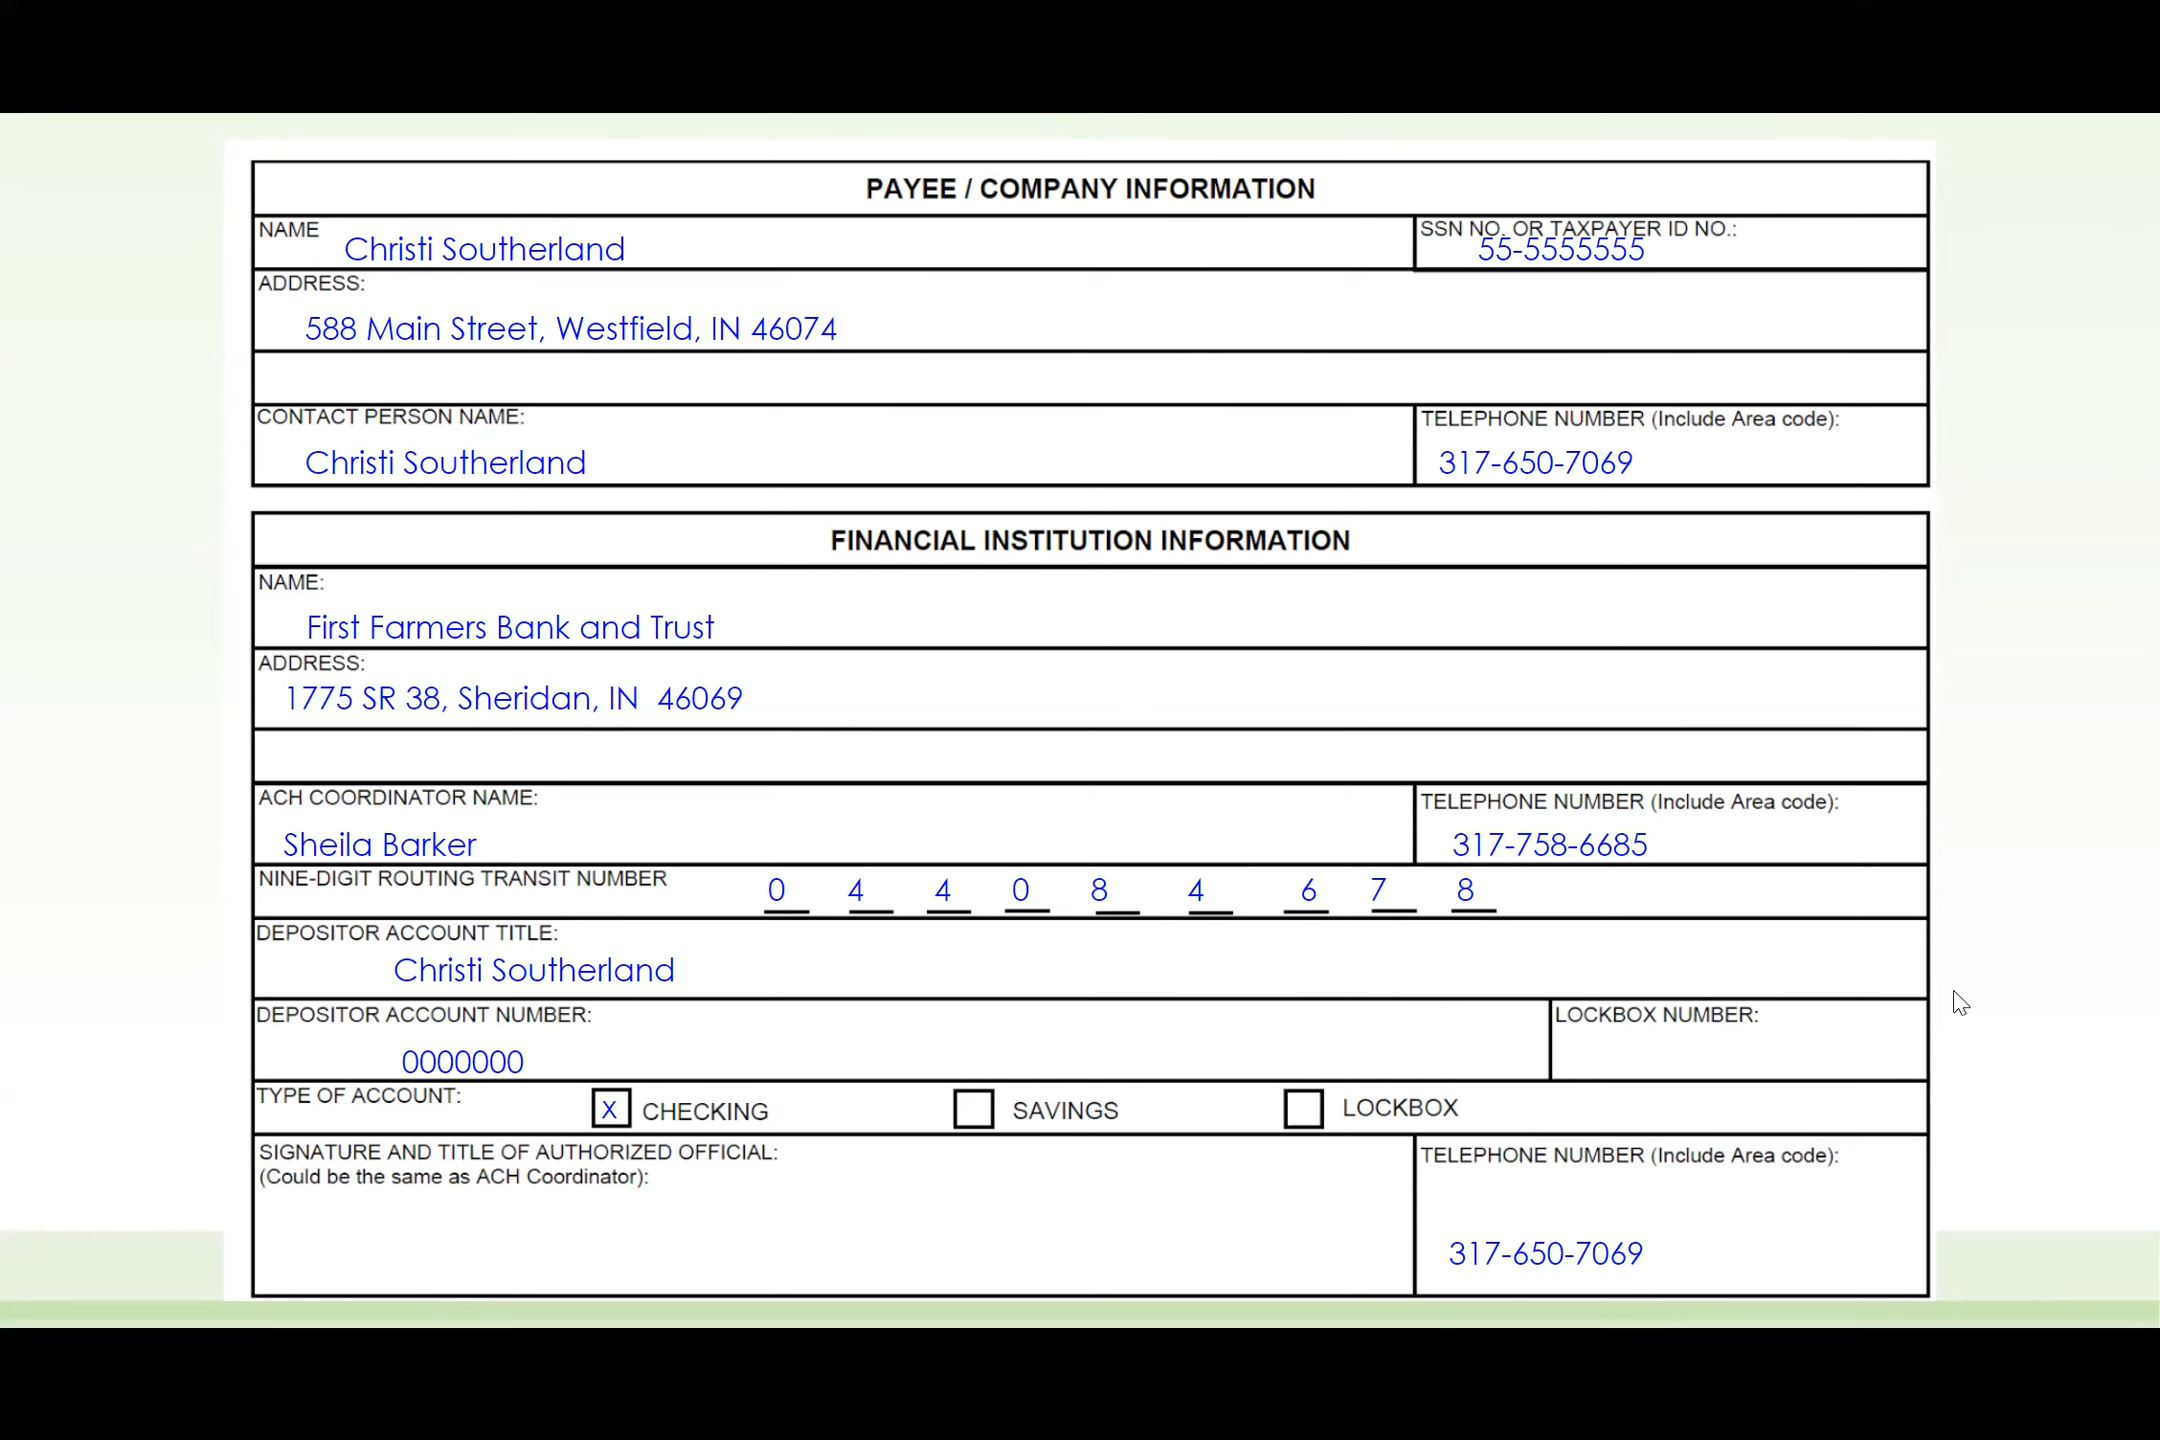 PAYEE / COMPANY INFORMATION
NAME
Christi Southerland
SSN NO. OR TAXPAYER ID NO.:
55-5555555
ADDRESS:
588 Main Street, Westfield, IN 46074
CONTACT PERSON NAME:
Christi Southerland
TELEPHONE NUMBER (Include Area code):
317-650-7069
FINANCIAL INSTITUTION INFORMATION
NAME:
First Farmers Bank and Trust
ADDRESS:
1775 SR 38, Sheridan, IN 46069
ACH COORDINATOR NAME:
Sheila Barker
TELEPHONE NUMBER (Include Area code):
317-758-6685
NINE-DIGIT ROUTING TRANSIT NUMBER 0 4 4 0 8 4 6 7 8
DEPOSITOR ACCOUNT TITLE:
Christi Southerland
DEPOSITOR ACCOUNT NUMBER:
0000000
LOCKBOX NUMBER:
TYPE OF ACCOUNT: X CHECKING SAVINGS LOCKBOX
SIGNATURE AND TITLE OF AUTHORIZED OFFICIAL:
(Could be the same as ACH Coordinator):
TELEPHONE NUMBER (Include Area code):
317-650-7069